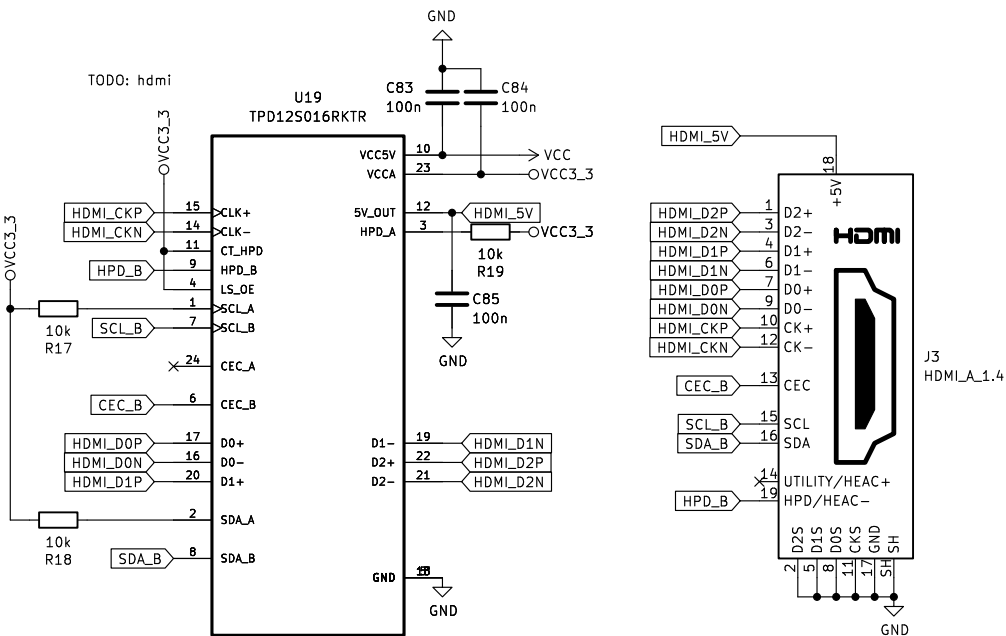 GND
TODO: hdmi
C83
100n
C84
100n
U19
TPD12S016RKTR
VCC3_3
VCC3_3
VCC5V 10 VCC
VCCA 23 VCC3_3
HDMI_CKP 15 CLK+
HDMI_CKN 14 CLK-
11 CT_HPD
HPD_B 9 HPD_B
4 LS_OE
1 SCL_A
10k
R17
SCL_B 7 SCL_B
24 CEC_A
CEC_B 6 CEC_B
HDMI_D0P 17 D0+
HDMI_D0N 16 D0-
HDMI_D1P 20 D1+
2 SDA_A
10k
R18
SDA_B 8 SDA_B
5V_OUT 12 HDMI_5V
HPD_A 3 VCC3_3
10k
R19
C85
100n
GND
D1- 19 HDMI_D1N
D2+ 22 HDMI_D2P
D2- 21 HDMI_D2N
GND
GND
HDMI_5V
18
+5V
HDMI_D2P 1 D2+
HDMI_D2N 3 D2-
HDMI_D1P 4 D1+
HDMI_D1N 6 D1-
HDMI_D0P 7 D0+
HDMI_D0N 9 D0-
HDMI_CKP 10 CK+
HDMI_CKN 12 CK-
CEC_B 13 CEC
SCL_B 15 SCL
SDA_B 16 SDA
14 UTILITY/HEAC+
HPD_B 19 HPD/HEAC-
HDMI
J3
HDMI_A_1.4
D2S D1S D0S CKS GND SH
2 5 8 11 17 SH
GND